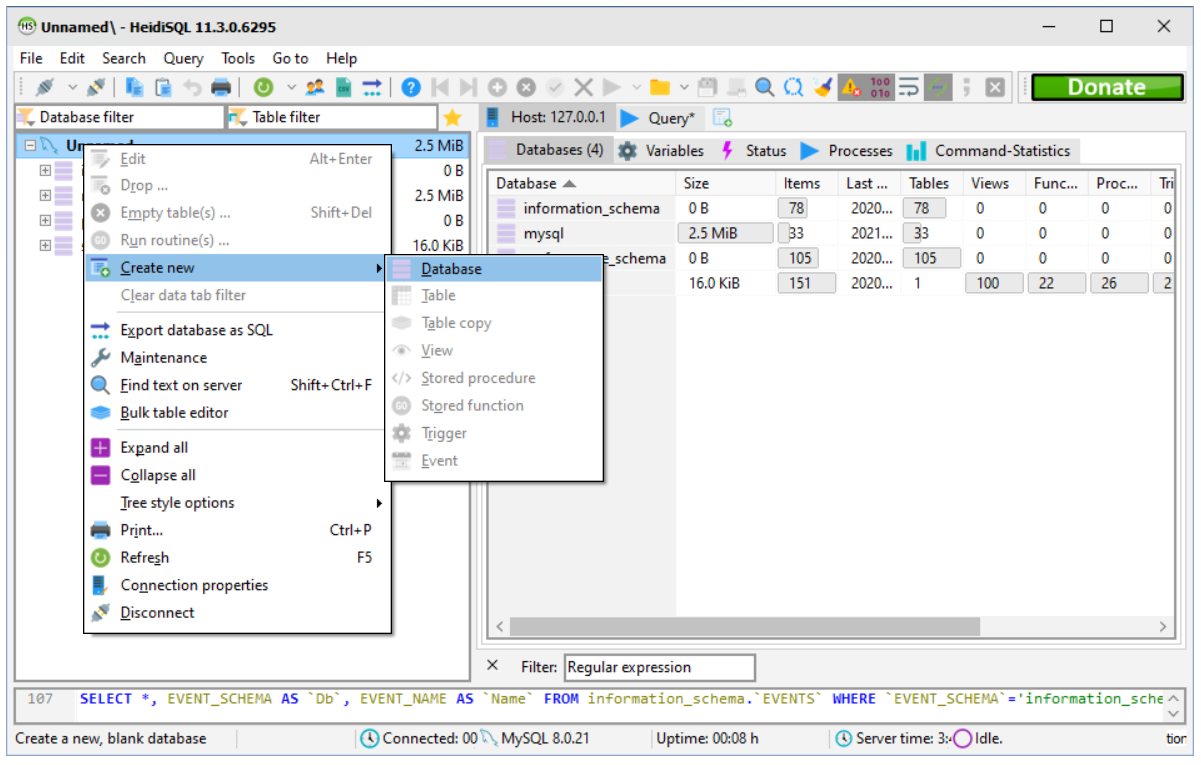 HS Unnamed\ - HeidiSQL 11.3.0.6295
File Edit Search Query Tools Go to Help
Donate
Database filter Table filter Host: 127.0.0.1 Query*
2.5 MiB
0 B
2.5 MiB
0 B
16.0 KiB
Edit Alt+Enter
Drop ...
Empty table(s) ... Shift+Del
Run routine(s) ...
Create new
Clear data tab filter
Export database as SQL
Maintenance
Find text on server Shift+Ctrl+F
Bulk table editor
Expand all
Collapse all
Tree style options
Print... Ctrl+P
Refresh F5
Connection properties
Disconnect
Database
Table
Table copy
View
Stored procedure
Stored function
Trigger
Event
Databases (4) Variables Status Processes Command-Statistics
Database Size Items Last ... Tables Views Func... Proc... Tri
information_schema 0 B 78 2020... 78 0 0 0 0
mysql 2.5 MiB 33 2021... 33 0 0 0 0
e_schema 0 B 105 2020... 105 0 0 0 0
16.0 KiB 151 2020... 1 100 22 26 2
Filter: Regular expression
107 SELECT *, EVENT_SCHEMA AS `Db`, EVENT_NAME AS `Name` FROM information_schema.`EVENTS` WHERE `EVENT_SCHEMA`='information_sche
Create a new, blank database Connected: 00 MySQL 8.0.21 Uptime: 00:08 h Server time: 3: Idle. tion